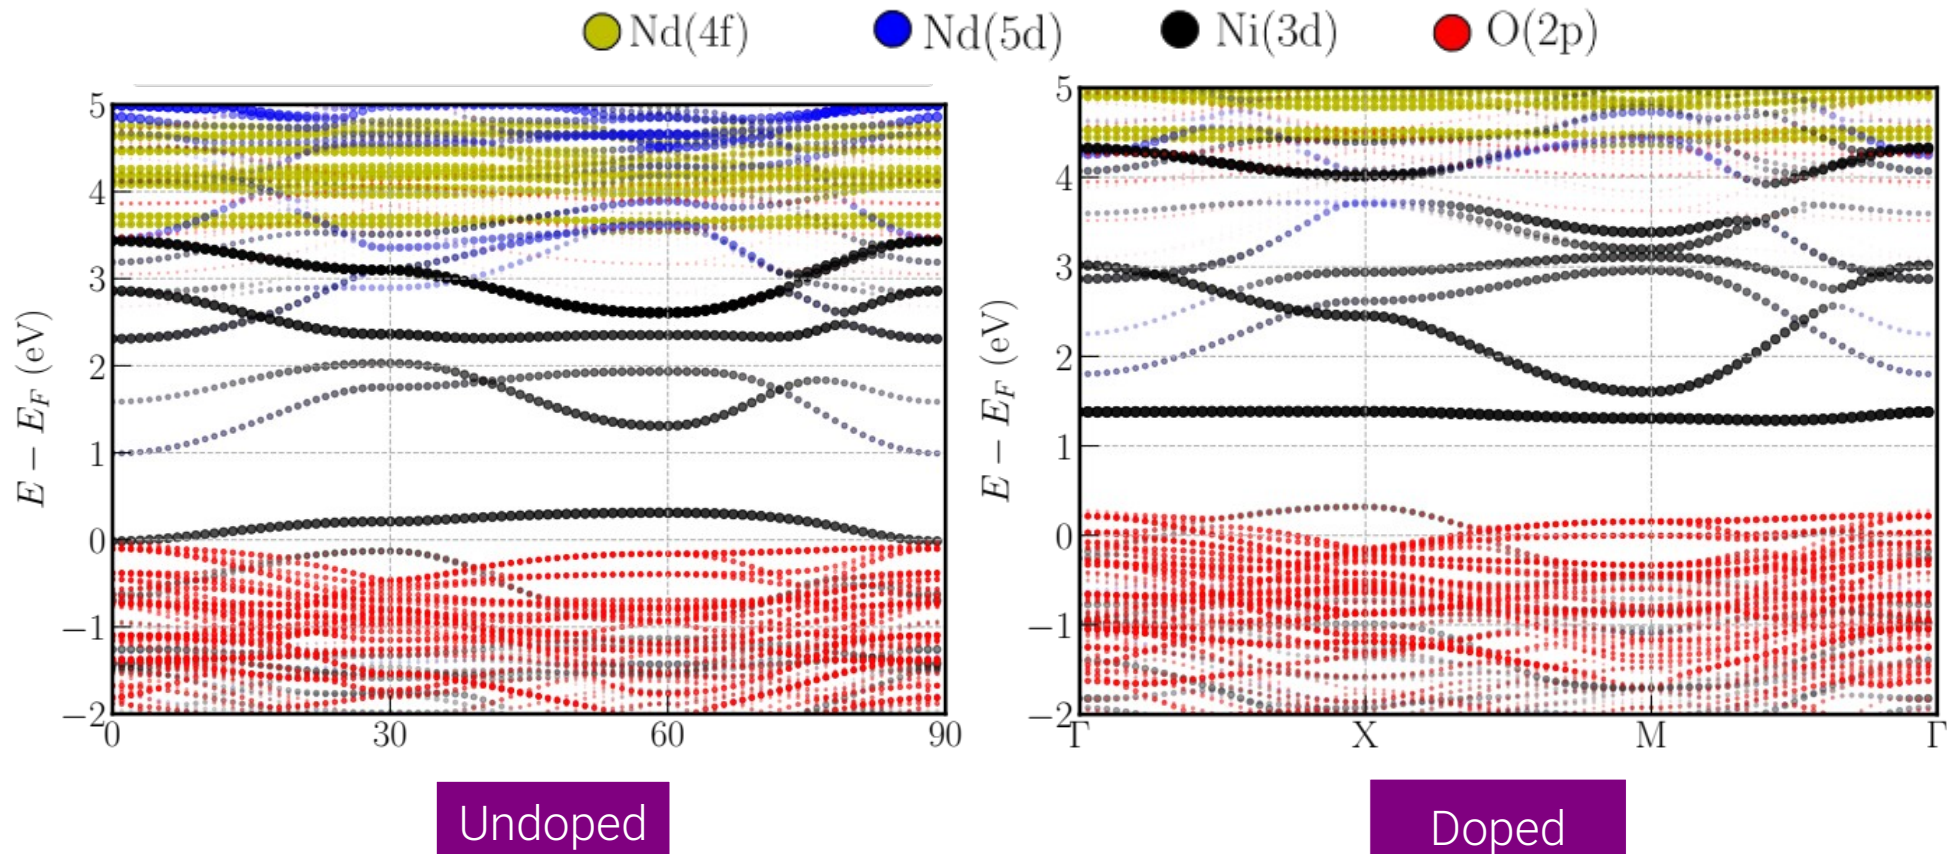 Nd(4f) Nd(5d) Ni(3d) O(2p)
5
4
3
2
1
0
−1
−2
E − E_F (eV)
0 30 60 90
Undoped
5
4
3
2
1
0
−1
−2
E − E_F (eV)
Γ X M Γ
Doped